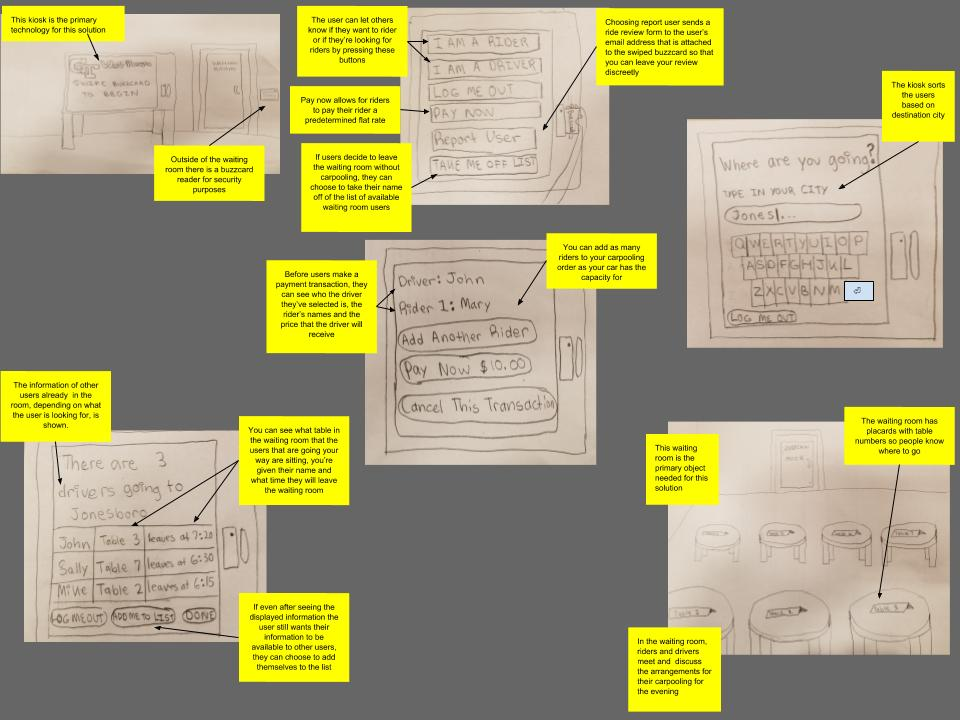 This kiosk is the primary
technology for this solution
SWIPE BUZZCARD
TO BEGIN
WAITING
ROOM
Outside of the waiting
room there is a buzzcard
reader for security
purposes
The user can let others
know if they want to rider
or if they're looking for
riders by pressing these
buttons
Pay now allows for riders
to pay their rider a
predetermined flat rate
If users decide to leave
the waiting room without
carpooling, they can
choose to take their name
off of the list of available
waiting room users
I AM A RIDER
I AM A DRIVER
LOG ME OUT
PAY NOW
Report User
TAKE ME OFF LIST
Choosing report user sends a
ride review form to the user's
email address that is attached
to the swiped buzzcard so that
you can leave your review
discreetly
The kiosk sorts
the users
based on
destination city
Where are you going?
TYPE IN YOUR CITY
Jones|...
Q W E R T Y U I O P
A S D F G H J K L
Z X C V B N M ⏎
LOG ME OUT
Before users make a
payment transaction, they
can see who the driver
they've selected is, the
rider's names and the
price that the driver will
receive
You can add as many
riders to your carpooling
order as your car has the
capacity for
Driver: John
Rider 1: Mary
Add Another Rider
Pay Now $10.00
Cancel This Transaction
The information of other
users already in the
room, depending on what
the user is looking for, is
shown.
You can see what table in
the waiting room that the
users that are going your
way are sitting, you're
given their name and
what time they will leave
the waiting room
There are 3
drivers going to
Jonesboro
John Table 3 leaves at 7:20
Sally Table 7 leaves at 6:30
Mike Table 2 leaves at 6:15
LOG ME OUT ADD ME TO LIST DONE
If even after seeing the
displayed information the
user still wants their
information to be
available to other users,
they can choose to add
themselves to the list
This waiting
room is the
primary object
needed for this
solution
The waiting room has
placards with table
numbers so people know
where to go
In the waiting room,
riders and drivers
meet and discuss
the arrangements for
their carpooling for
the evening